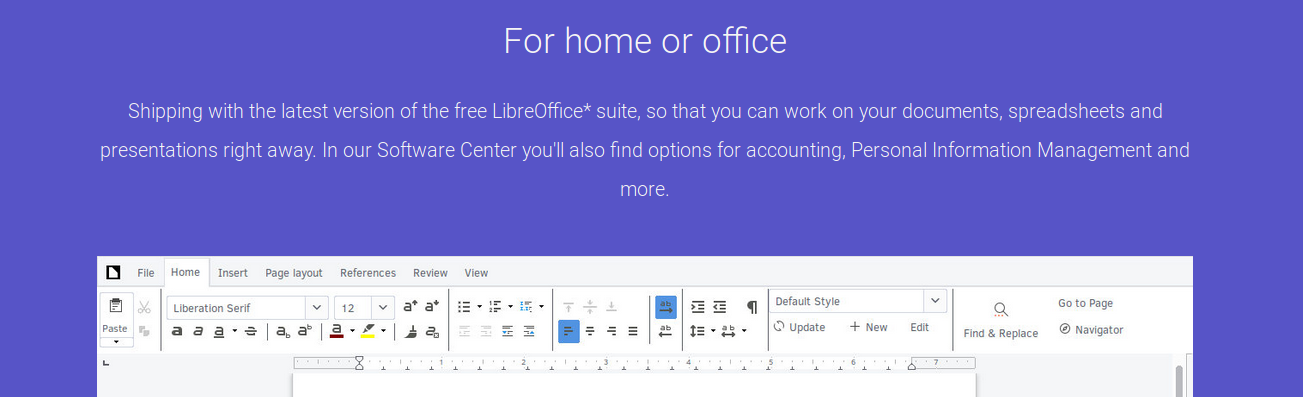 For home or office
Shipping with the latest version of the free LibreOffice* suite, so that you can work on your documents, spreadsheets and
presentations right away. In our Software Center you'll also find options for accounting, Personal Information Management and
more.
File Home Insert Page layout References Review View
Liberation Serif 12 Default Style Go to Page
Paste Update New Edit Find & Replace Navigator
1 2 3 4 5 6 7